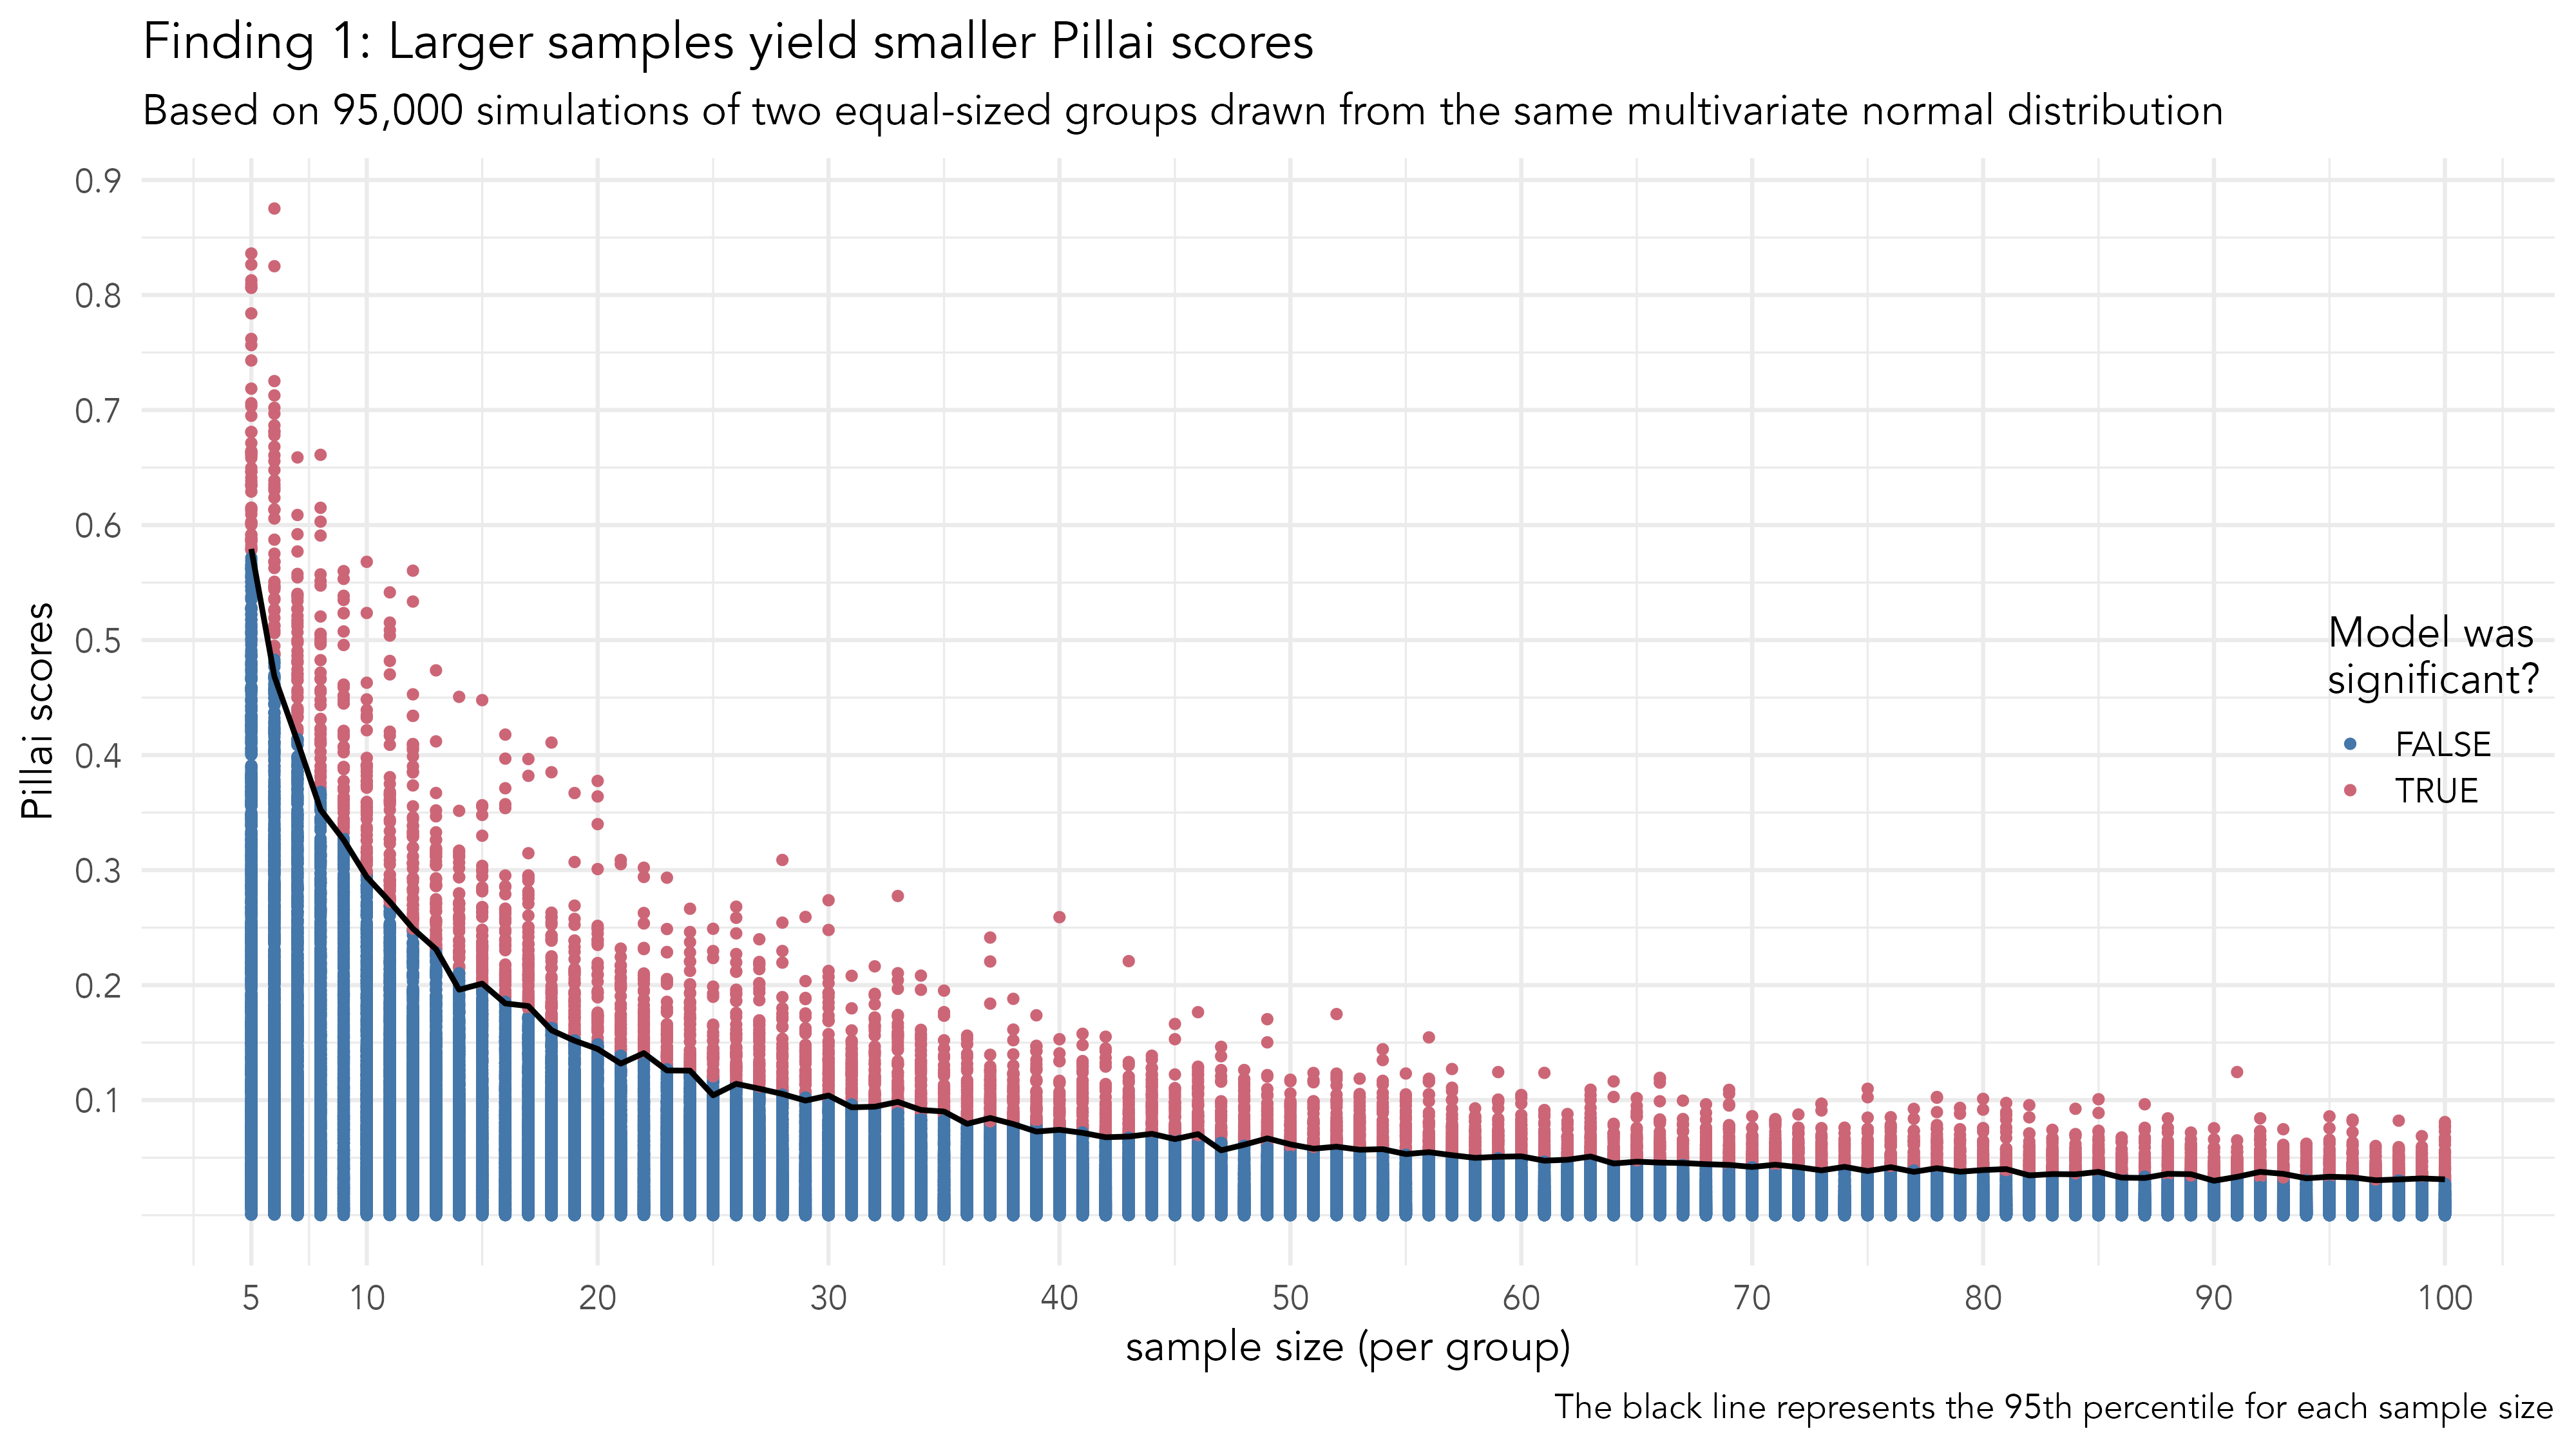 Finding 1: Larger samples yield smaller Pillai scores
Based on 95,000 simulations of two equal-sized groups drawn from the same multivariate normal distribution
Pillai scores
0.9
0.8
0.7
0.6
0.5
0.4
0.3
0.2
0.1
Model was
significant?
FALSE
TRUE
5 10 20 30 40 50 60 70 80 90 100
sample size (per group)
The black line represents the 95th percentile for each sample size